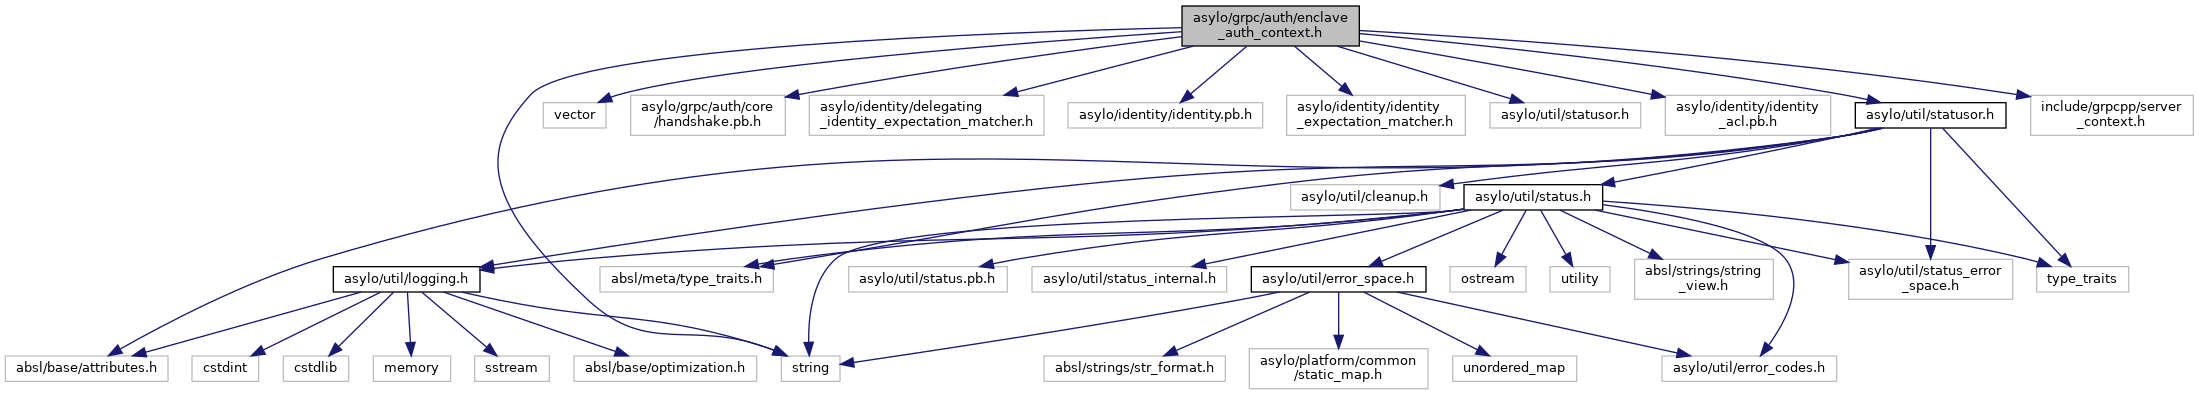 asylo/grpc/auth/enclave
_auth_context.h
vector
asylo/grpc/auth/core
/handshake.pb.h
asylo/identity/delegating
_identity_expectation_matcher.h
asylo/identity/identity.pb.h
asylo/identity/identity
_expectation_matcher.h
asylo/util/statusor.h
asylo/identity/identity
_acl.pb.h
asylo/util/statusor.h
include/grpcpp/server
_context.h
asylo/util/cleanup.h
asylo/util/status.h
asylo/util/logging.h
absl/meta/type_traits.h
asylo/util/status.pb.h
asylo/util/status_internal.h
asylo/util/error_space.h
ostream
utility
absl/strings/string
_view.h
asylo/util/status_error
_space.h
type_traits
absl/base/attributes.h
cstdint
cstdlib
memory
sstream
absl/base/optimization.h
string
absl/strings/str_format.h
asylo/platform/common
/static_map.h
unordered_map
asylo/util/error_codes.h